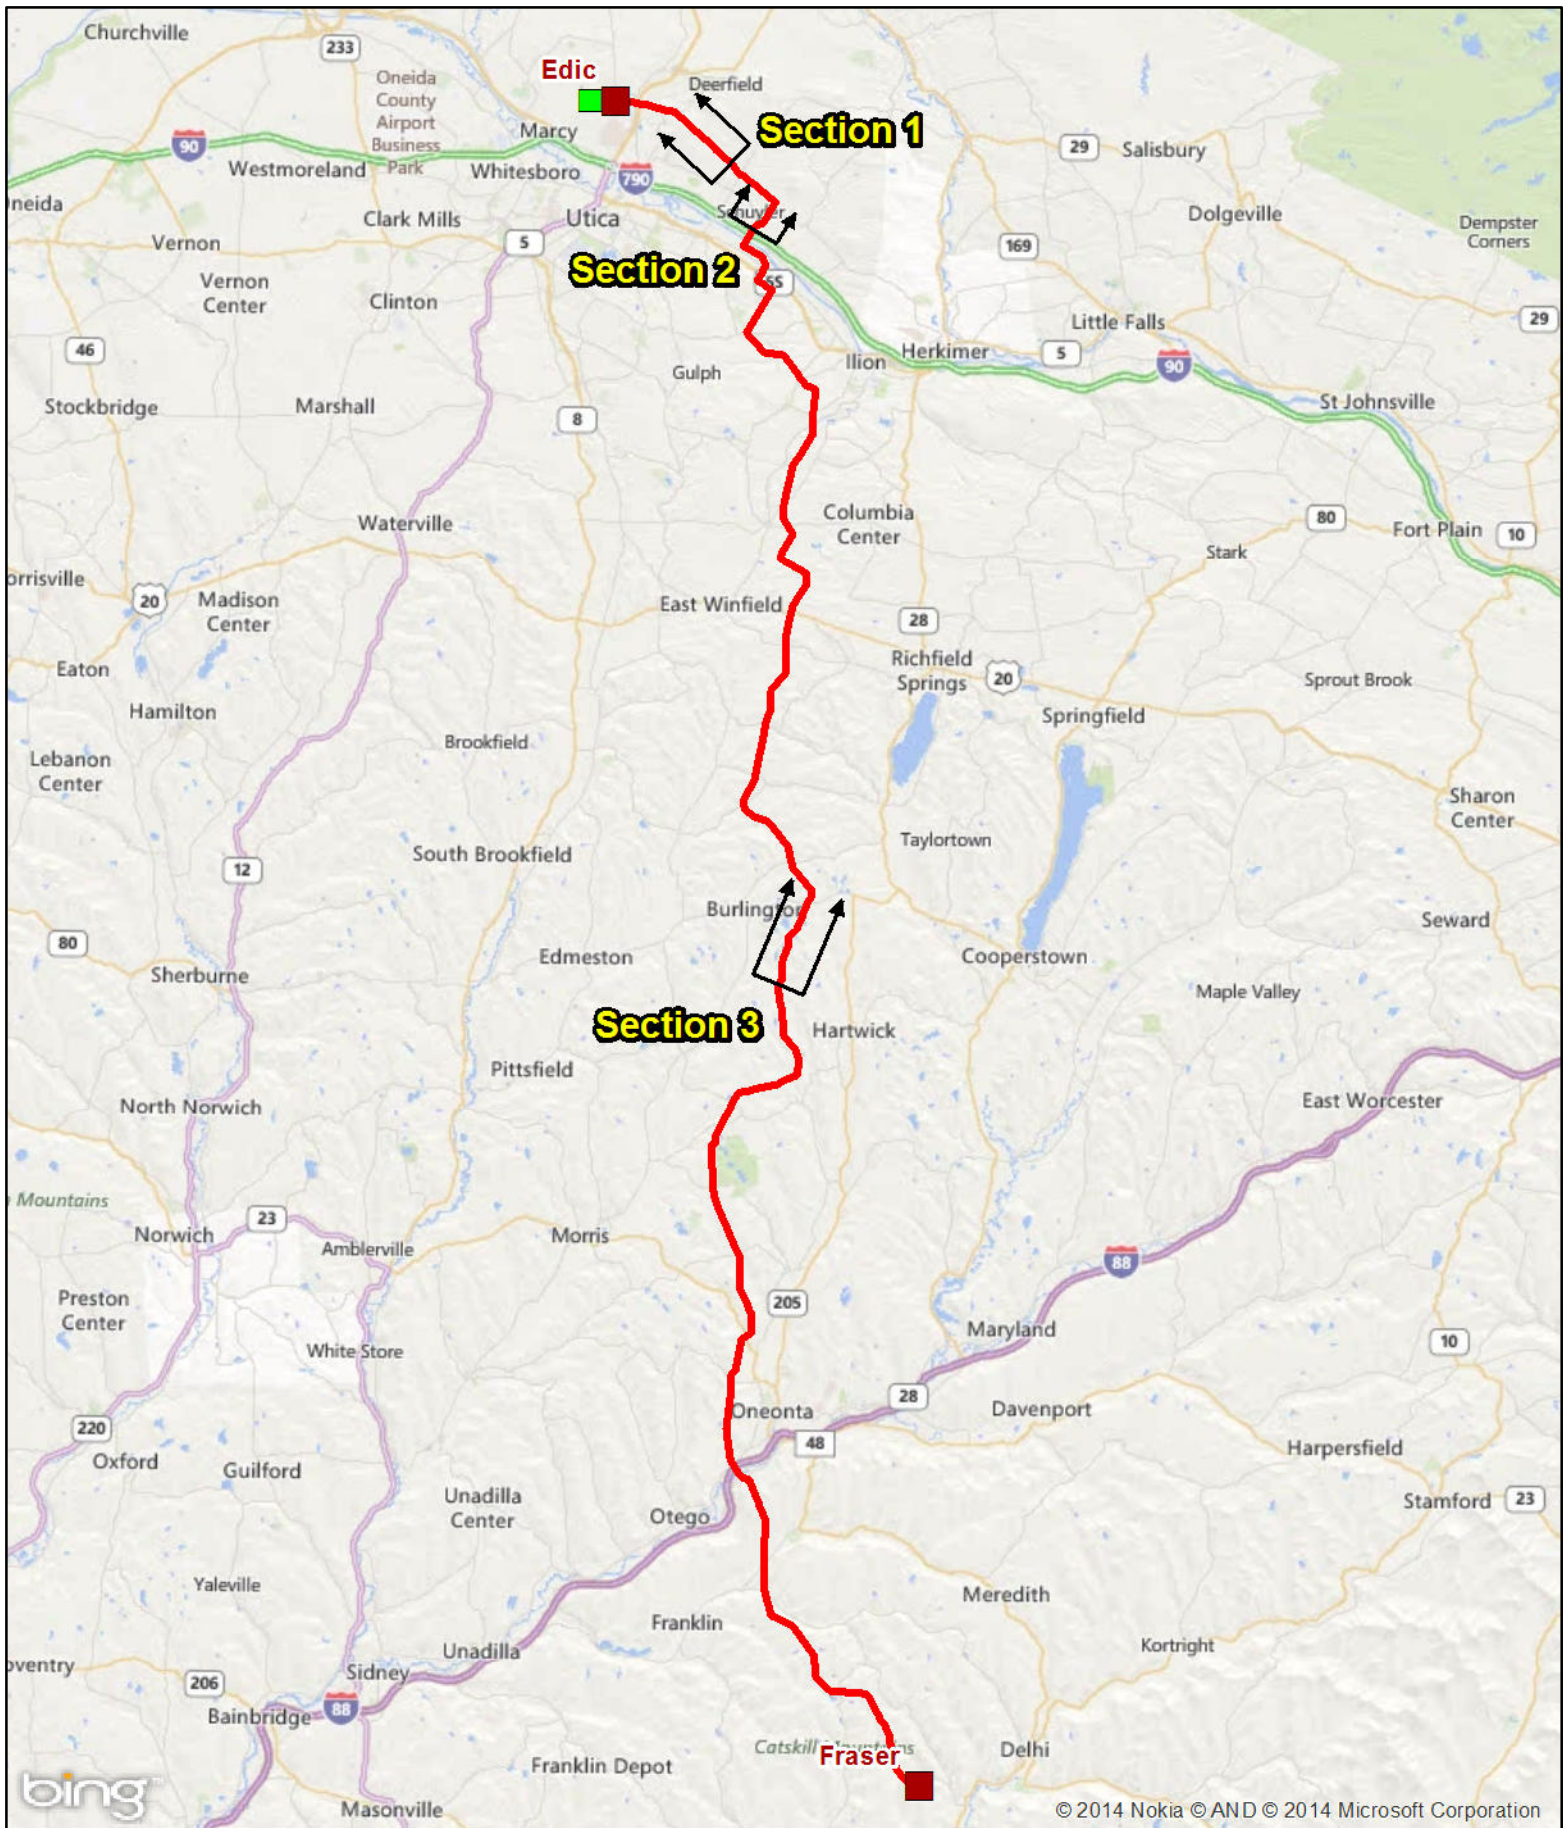 Churchville
233
Edic
Oneida
County
Airport
Business
Park
Deerfield
Section 1
Marcy
90
Westmoreland
Whitesboro
790
29
Salisbury
Clark Mills
Utica
Schuyler
Dolgeville
Dempster
Corners
Vernon
5
169
Section 2
Vernon
Center
Clinton
5S
29
46
Little Falls
Gulph
Ilion
Herkimer
5
90
Stockbridge
Marshall
8
St Johnsville
Waterville
Columbia
Center
80
Fort Plain
10
Stark
20
Madison
Center
East Winfield
28
Eaton
Richfield
Springs
20
Sprout Brook
Hamilton
Springfield
Brookfield
Lebanon
Center
Sharon
Center
South Brookfield
Taylortown
12
Burlington
Seward
80
Sherburne
Edmeston
Cooperstown
Maple Valley
Section 3
Hartwick
Pittsfield
North Norwich
East Worcester
Mountains
Norwich
23
Amblerville
Morris
88
Preston
Center
205
Maryland
White Store
10
28
Oneonta
Davenport
220
48
Oxford
Guilford
Harpersfield
Unadilla
Center
Otego
Stamford
23
Yaleville
Meredith
Franklin
Kortright
Unadilla
Sidney
206
Bainbridge
88
Catskill Mountains
Fraser
Delhi
Franklin Depot
bing
Masonville
© 2014 Nokia © AND © 2014 Microsoft Corporation